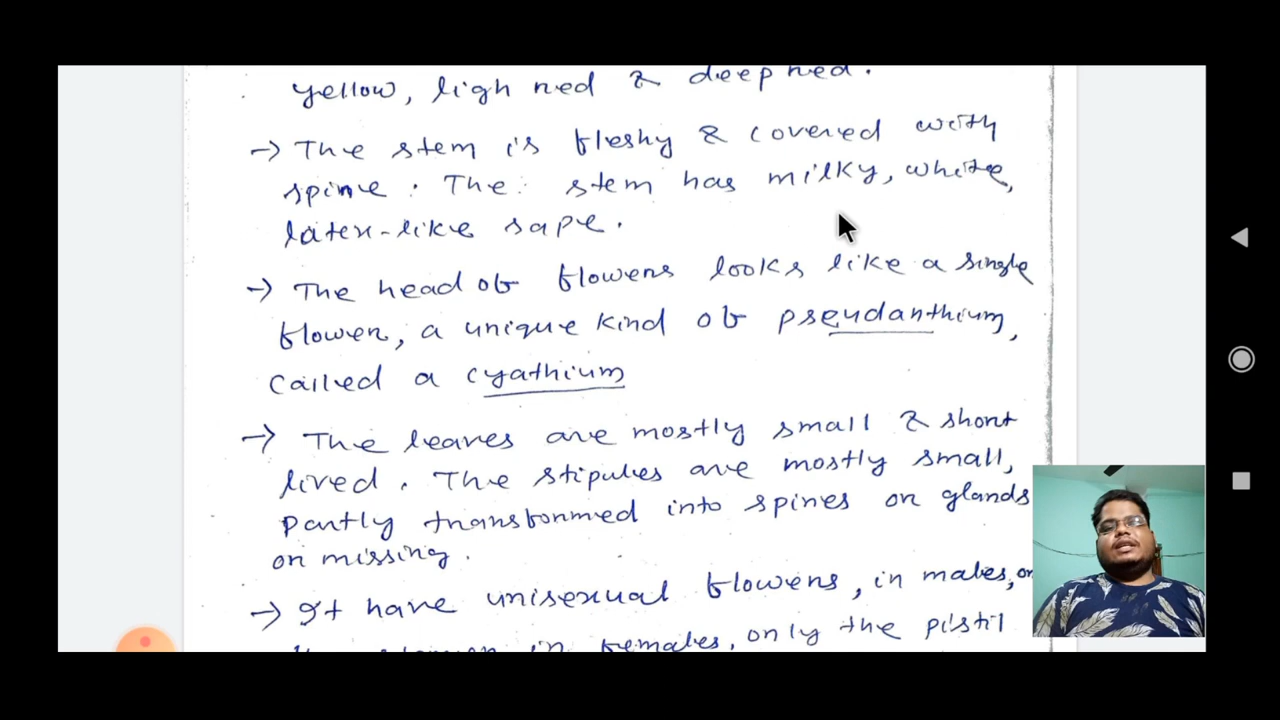 yellow, ligh red & deep red.
→ The stem is fleshy & covered with
spine. The stem has milky, white,
latex-like sape.
→ The head of flowers looks like a single
flower, a unique kind of pseudanthium,
called a cyathium
→ The leaves are mostly small & short
lived. The stipules are mostly small,
partly transformed into spines or glands
or missing.
→ It have unisexual flowers, in males, or
in females, only the pistil